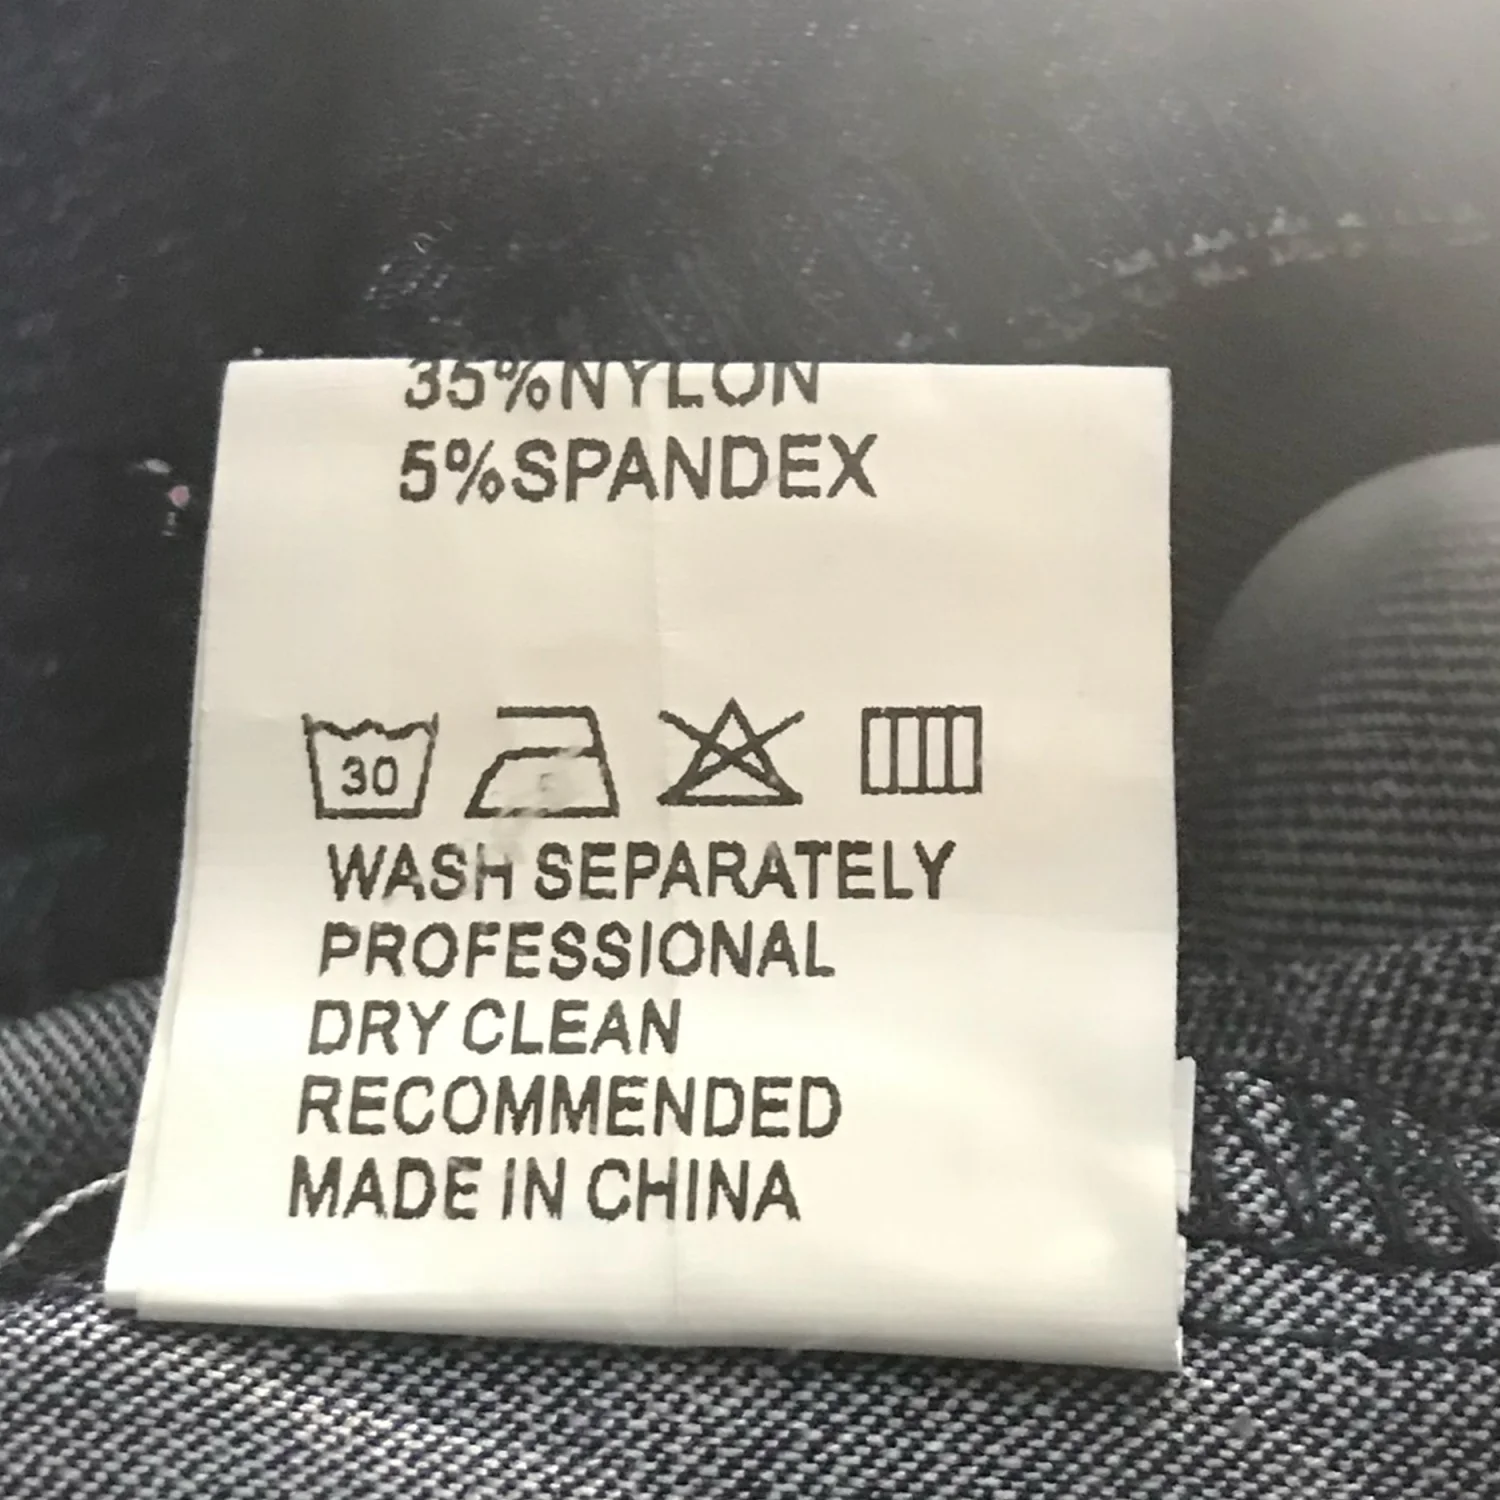 35%NYLON
5%SPANDEX
30
WASH SEPARATELY
PROFESSIONAL
DRY CLEAN
RECOMMENDED
MADE IN CHINA